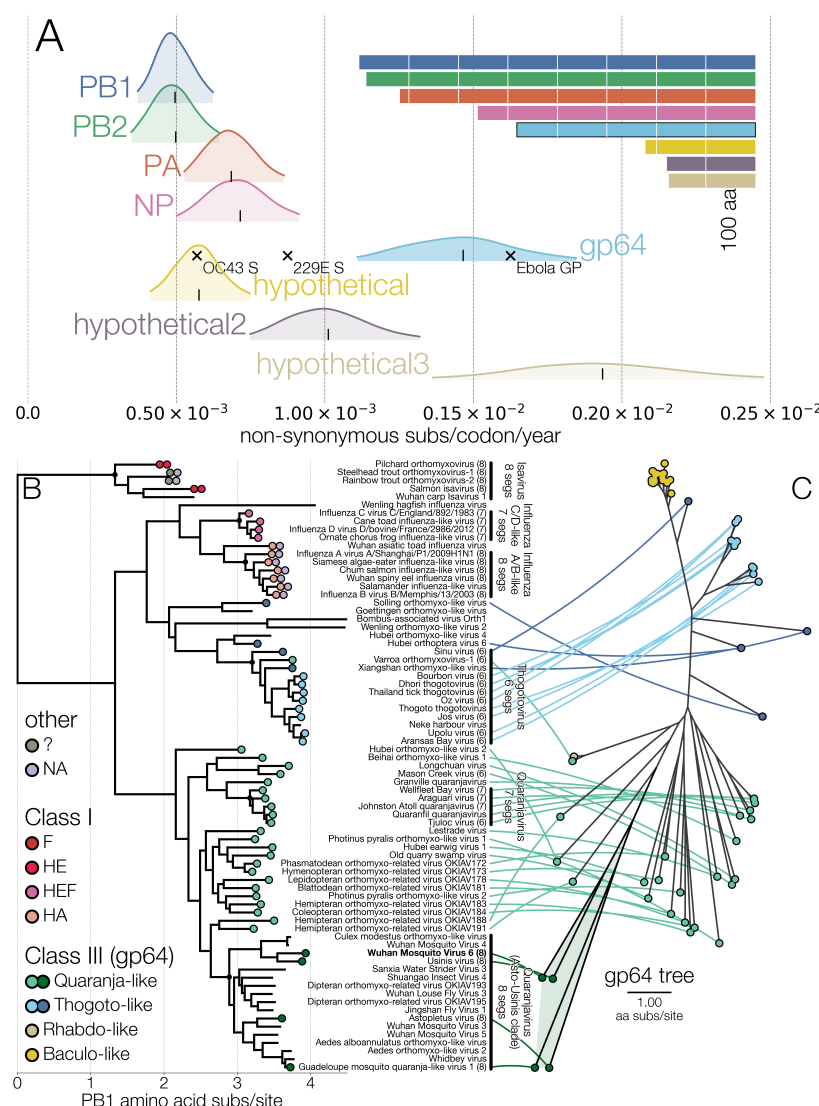 A
PB1
PB2
PA
NP
100 aa
gp64
OC43 S
229E S
Ebola GP
hypothetical
hypothetical2
hypothetical3
0.0
0.50 × 10⁻³
1.00 × 10⁻³
0.15 × 10⁻²
0.20 × 10⁻²
0.25 × 10⁻²
non-synonymous subs/codon/year
B
C
Pilchard orthomyxovirus (8)
Steelhead trout orthomyxovirus-1 (8)
Rainbow trout orthomyxovirus-2 (8)
Salmon isavirus (8)
Wuhan carp Isavirus 1
Isavirus
8 segs
Wenling hagfish influenza virus
Influenza C virus C/England/892/1983 (7)
Cane toad influenza-like virus (7)
Influenza D virus D/bovine/France/2986/2012 (7)
Ornate chorus frog influenza-like virus (7)
Influenza
C/D-like
7 segs
Wuhan asiatic toad influenza virus
Influenza A virus A/Shanghai/P1/2009H1N1 (8)
Siamese algae-eater influenza-like virus (8)
Chum salmon influenza-like virus (8)
Wuhan spiny eel influenza virus (8)
Salamander influenza-like virus
Influenza B virus B/Memphis/13/2003 (8)
Influenza
A/B-like
8 segs
Solling orthomyxo-like virus
Goettingen orthomyxo-like virus
Bombus-associated virus Orth1
Wenling orthomyxo-like virus 2
Hubei orthomyxo-like virus 4
Hubei orthoptera virus 6
Sinu virus (6)
Varroa orthomyxovirus-1 (6)
Xiangshan orthomyxo-like virus
Bourbon virus (6)
Dhori thogotovirus (6)
Thailand tick thogotovirus (6)
Oz virus (6)
Thogoto thogotovirus
Jos virus (6)
Neke harbour virus
Upolu virus (6)
Aransas Bay virus (6)
Thogotovirus
6 segs
Hubei orthomyxo-like virus 2
Beihai orthomyxo-like virus 1
Longchuan virus
Mason Creek virus (6)
Granville quaranjavirus
Wellfleet Bay virus (7)
Araguari virus (7)
Johnston Atoll quaranjavirus (7)
Quaranfil quaranjavirus
Tjuloc virus (6)
Quaranjavirus
7 segs
Lestrade virus
Photinus pyralis orthomyxo-like virus 1
Hubei earwig virus 1
Old quarry swamp virus
Phasmatodean orthomyxo-related virus OKIAV172
Hymenopteran orthomyxo-related virus OKIAV173
Lepidopteran orthomyxo-related virus OKIAV178
Blattodean orthomyxo-related virus OKIAV181
Photinus pyralis orthomyxo-like virus 2
Hemipteran orthomyxo-related virus OKIAV183
Coleopteran orthomyxo-related virus OKIAV184
Hemipteran orthomyxo-related virus OKIAV188
Hemipteran orthomyxo-related virus OKIAV191
Culex modestus orthomyxo-like virus
Wuhan Mosquito Virus 4
Wuhan Mosquito Virus 6 (8)
Usinis virus (8)
Sanxia Water Strider Virus 3
Shuangao Insect Virus 4
Dipteran orthomyxo-related virus OKIAV193
Wuhan Louse Fly Virus 3
Dipteran orthomyxo-related virus OKIAV195
Jingshan Fly Virus 1
Astopletus virus (8)
Wuhan Mosquito Virus 3
Wuhan Mosquito Virus 5
Aedes alboannulatus orthomyxo-like virus
Aedes orthomyxo-like virus 2
Whidbey virus
Guadeloupe mosquito quaranja-like virus 1 (8)
Quaranjavirus
(Asto-Usinis clade)
8 segs
other
?
NA
Class I
F
HE
HEF
HA
Class III (gp64)
Quaranja-like
Thogoto-like
Rhabdo-like
Baculo-like
0
1
2
3
4
PB1 amino acid subs/site
gp64 tree
1.00
aa subs/site